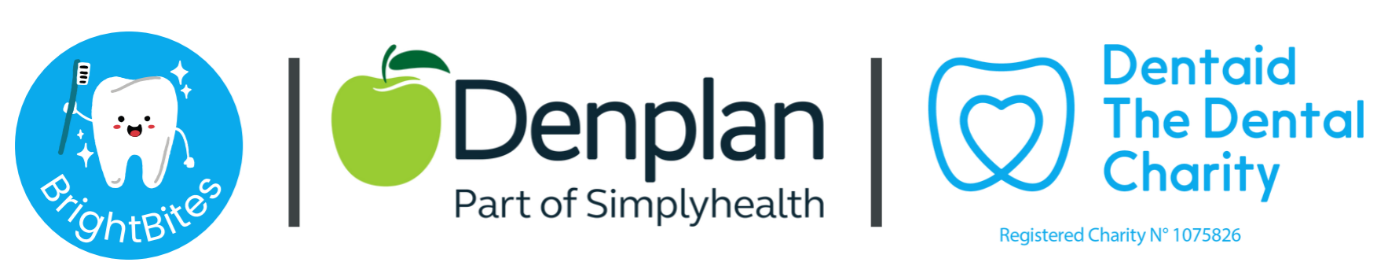 BrightBites
Denplan
Part of Simplyhealth
Dentaid
The Dental
Charity
Registered Charity N° 1075826